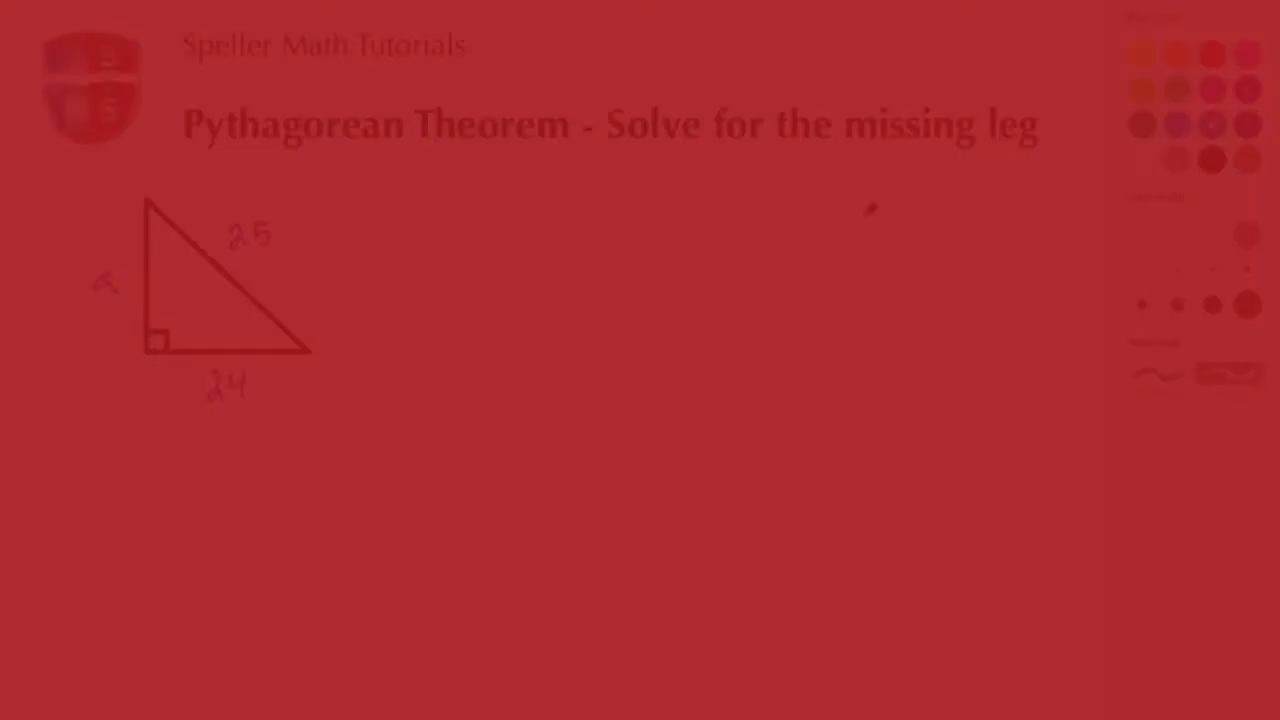 Speller Math Tutorials
Pythagorean Theorem - Solve for the missing leg
25
a
24